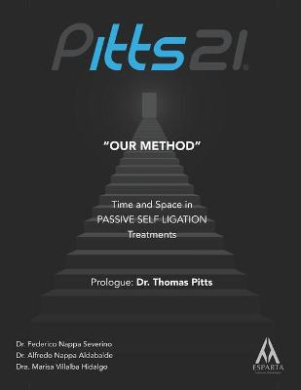 Pitts21
"OUR METHOD"
Time and Space in
PASSIVE SELF LIGATION
Treatments
Prologue: Dr. Thomas Pitts
Dr. Federico Nappa Severino
Dr. Alfredo Nappa Aldabalde
Dra. Marisa Villalba Hidalgo
ESPARTA